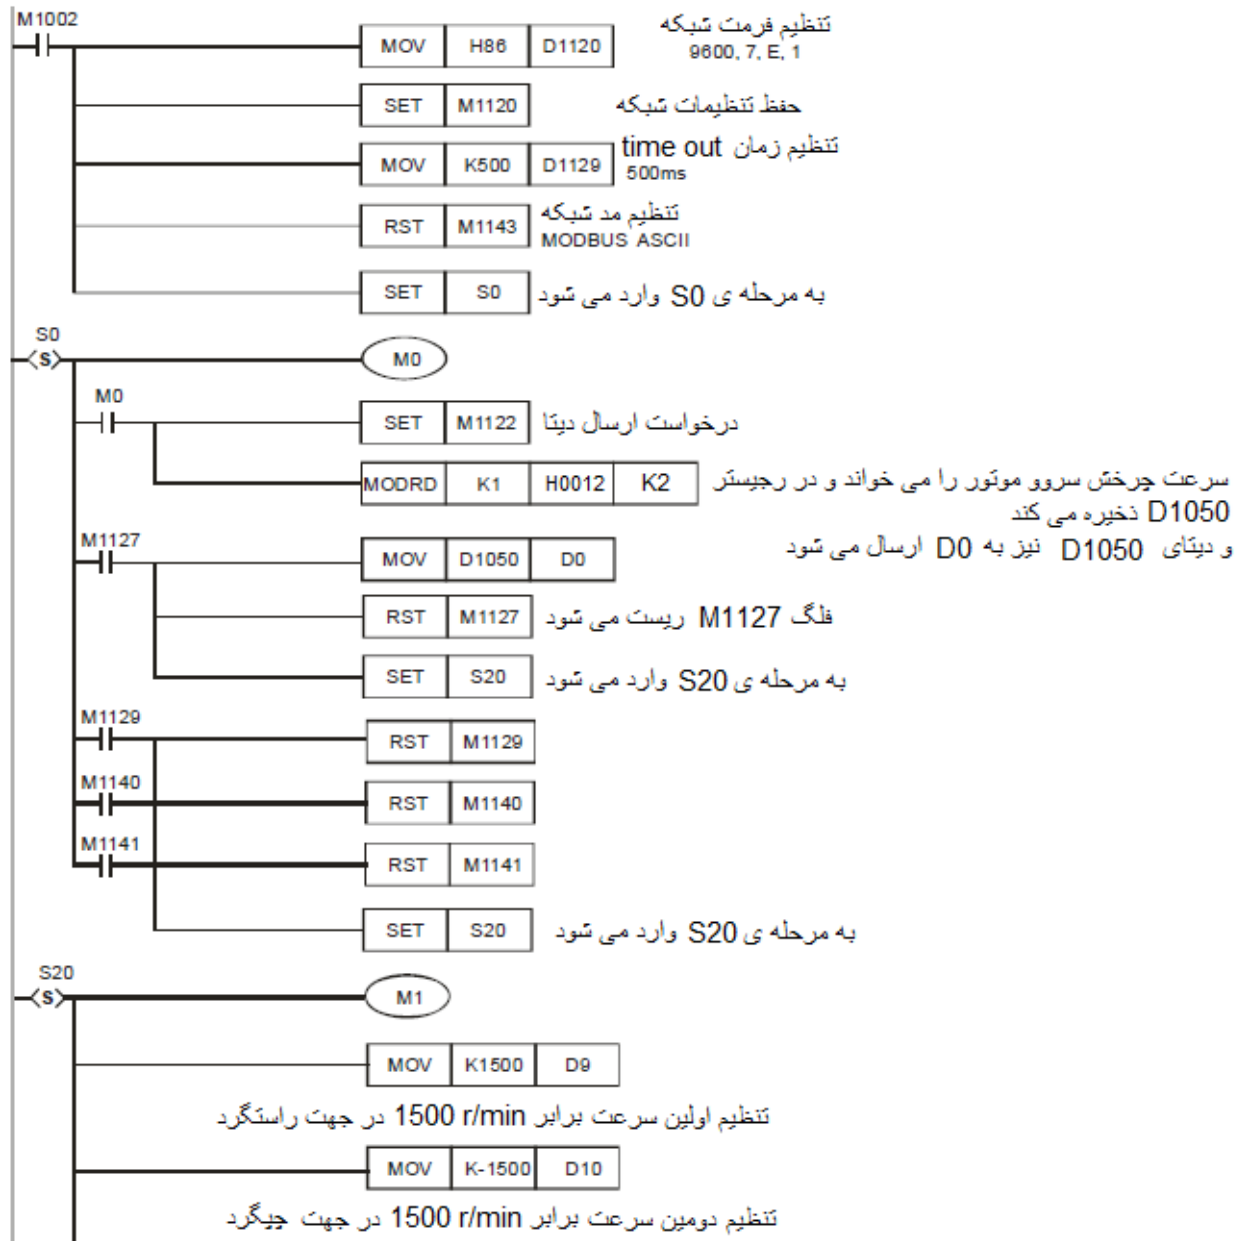 M1002
MOV H86 D1120
تنظیم فرمت شبکه
9600, 7, E, 1
SET M1120
حفظ تنظیمات شبکه
MOV K500 D1129
تنظیم زمان time out
500ms
RST M1143
تنظیم مد شبکه
MODBUS ASCII
SET S0
به مرحله ی S0 وارد می شود
S0
S
M0
M0
SET M1122
درخواست ارسال دیتا
MODRD K1 H0012 K2
سرعت چرخش سروو موتور را می خواند و در رجیستر
D1050 ذخیره می کند
و دیتای D1050 نیز به D0 ارسال می شود
M1127
MOV D1050 D0
RST M1127
فلگ M1127 ریست می شود
SET S20
به مرحله ی S20 وارد می شود
M1129
RST M1129
M1140
RST M1140
M1141
RST M1141
SET S20
به مرحله ی S20 وارد می شود
S20
S
M1
MOV K1500 D9
تنظیم اولین سرعت برابر 1500 r/min در جهت راستگرد
MOV K-1500 D10
تنظیم دومین سرعت برابر 1500 r/min در جهت چپگرد